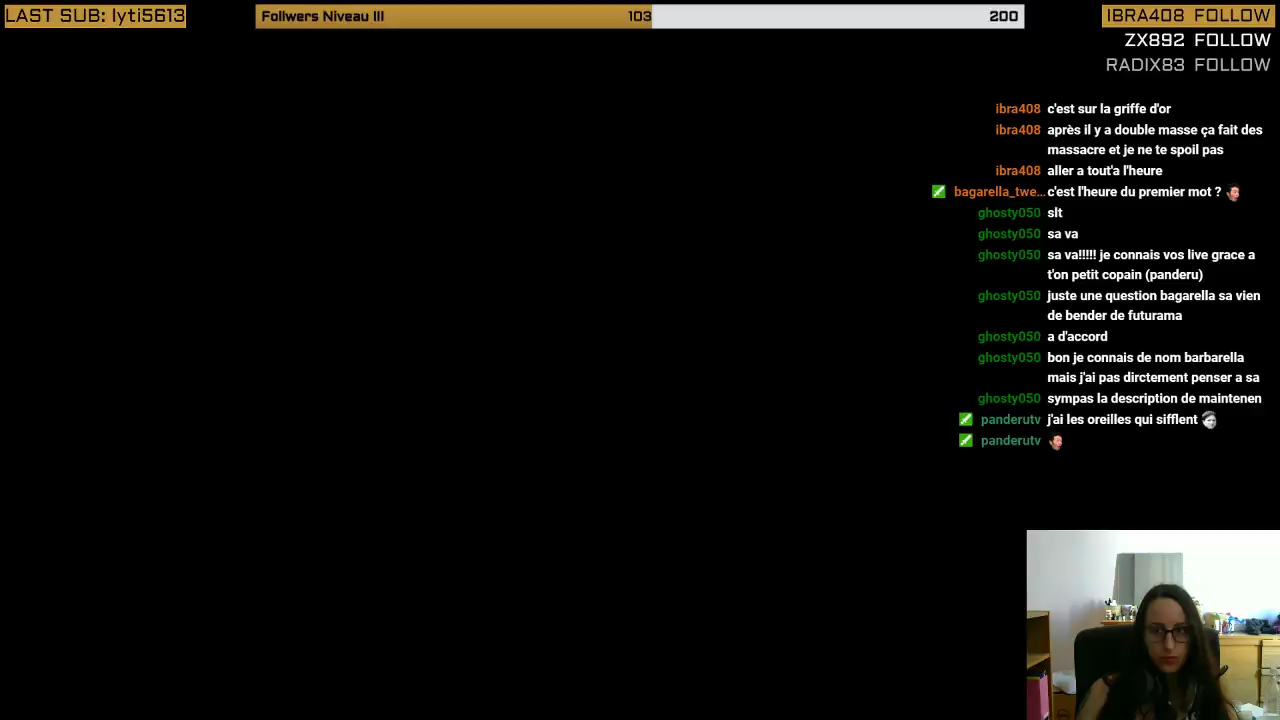 LAST SUB: lyti5613
Follwers Niveau III 103 200
IBRA408 FOLLOW
ZX892 FOLLOW
RADIX83 FOLLOW
ibra408 c'est sur la griffe d'or
ibra408 après il y a double masse ça fait des
massacre et je ne te spoil pas
ibra408 aller a tout'a l'heure
bagarella_twe... c'est l'heure du premier mot ?
ghosty050 slt
ghosty050 sa va
ghosty050 sa va!!!!! je connais vos live grace a
t'on petit copain (panderu)
ghosty050 juste une question bagarella sa vien
de bender de futurama
ghosty050 a d'accord
ghosty050 bon je connais de nom barbarella
mais j'ai pas dirctement penser a sa
ghosty050 sympas la description de maintenen
panderutv j'ai les oreilles qui sifflent
panderutv